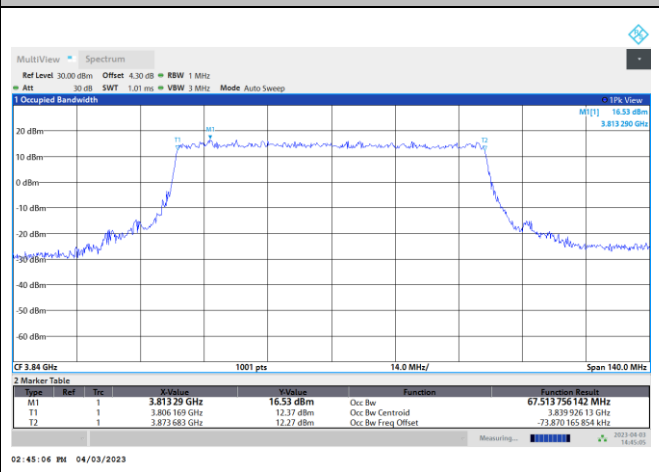 MultiView Spectrum
Ref Level 30.00 dBm Offset 4.30 dB RBW 1 MHz
Att 30 dB SWT 1.01 ms VBW 3 MHz Mode Auto Sweep
1 Occupied Bandwidth 1Pk View
M1[1] 16.53 dBm
3.813 290 GHz
M1
T1 T2
20 dBm
10 dBm
0 dBm
-10 dBm
-20 dBm
-30 dBm
-40 dBm
-50 dBm
-60 dBm
CF 3.84 GHz 1001 pts 14.0 MHz/ Span 140.0 MHz
2 Marker Table
Type Ref Trc X-Value Y-Value Function Function Result
M1 1 3.813 29 GHz 16.53 dBm Occ Bw 67.513 756 142 MHz
T1 1 3.806 169 GHz 12.37 dBm Occ Bw Centroid 3.839 926 13 GHz
T2 1 3.873 683 GHz 12.27 dBm Occ Bw Freq Offset -73.870 165 854 kHz
Measuring... 2023-04-03
14:45:05
02:45:06 PM 04/03/2023